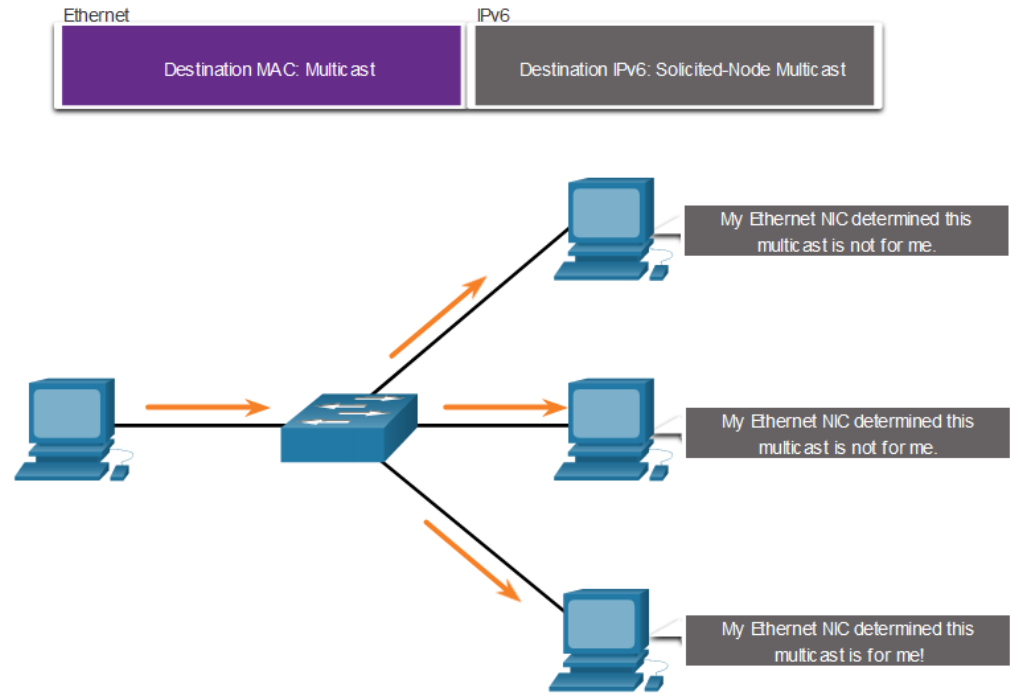 Ethernet
IPv6
Destination MAC: Multicast
Destination IPv6: Solicited-Node Multicast
My Ethernet NIC determined this
multicast is not for me.
My Ethernet NIC determined this
multicast is not for me.
My Ethernet NIC determined this
multicast is for me!